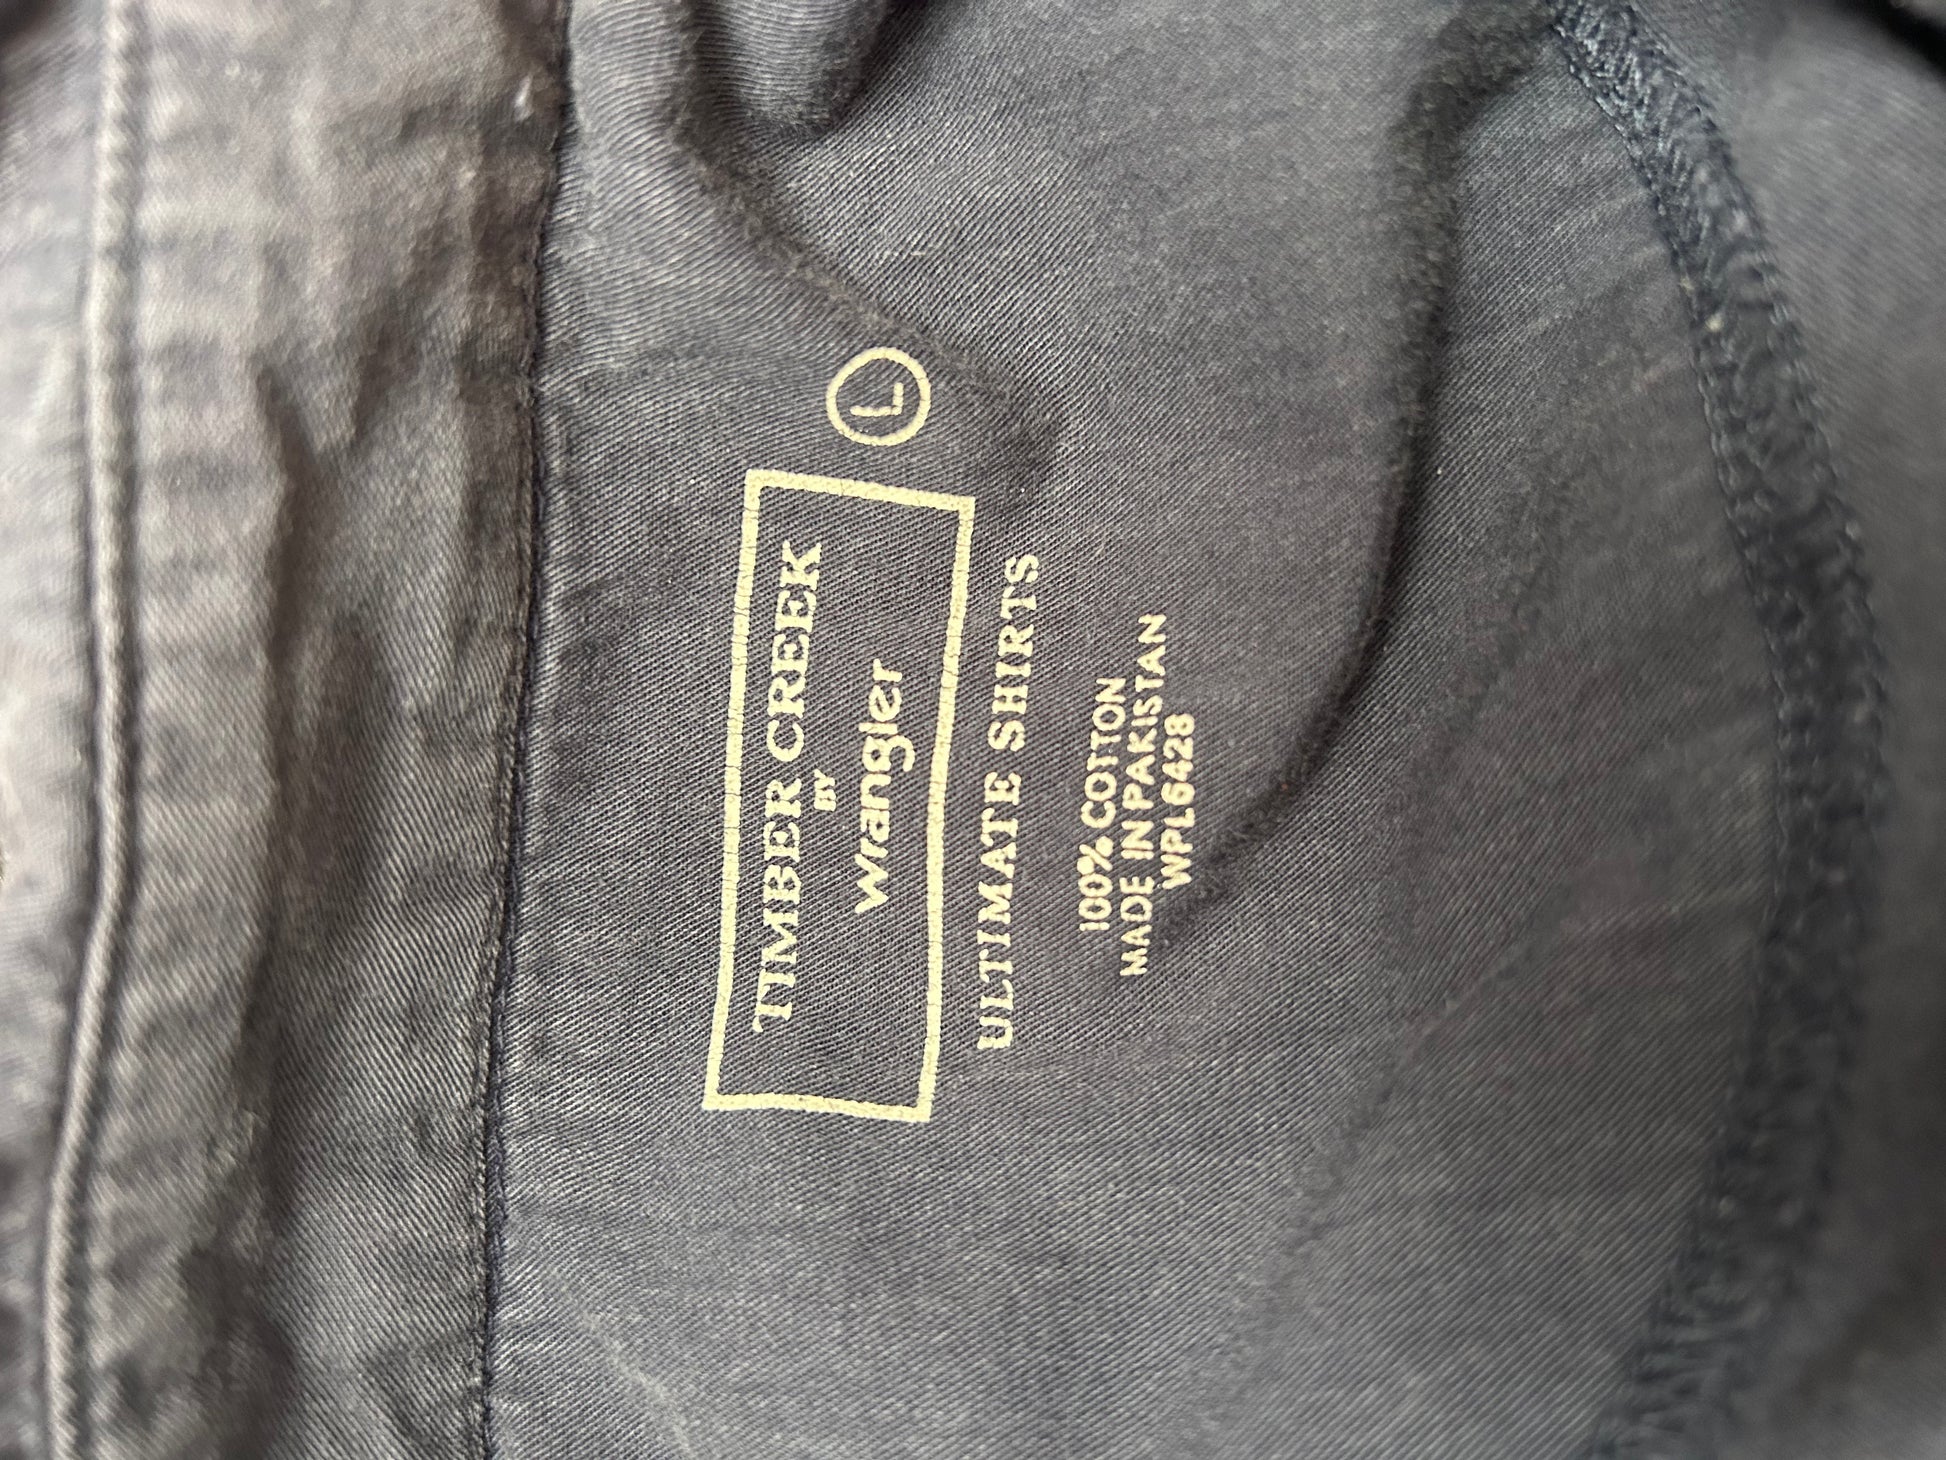 TIMBER CREEK
BY
Wrangler
L
ULTIMATE SHIRTS
100% COTTON
MADE IN PAKISTAN
WPL6428